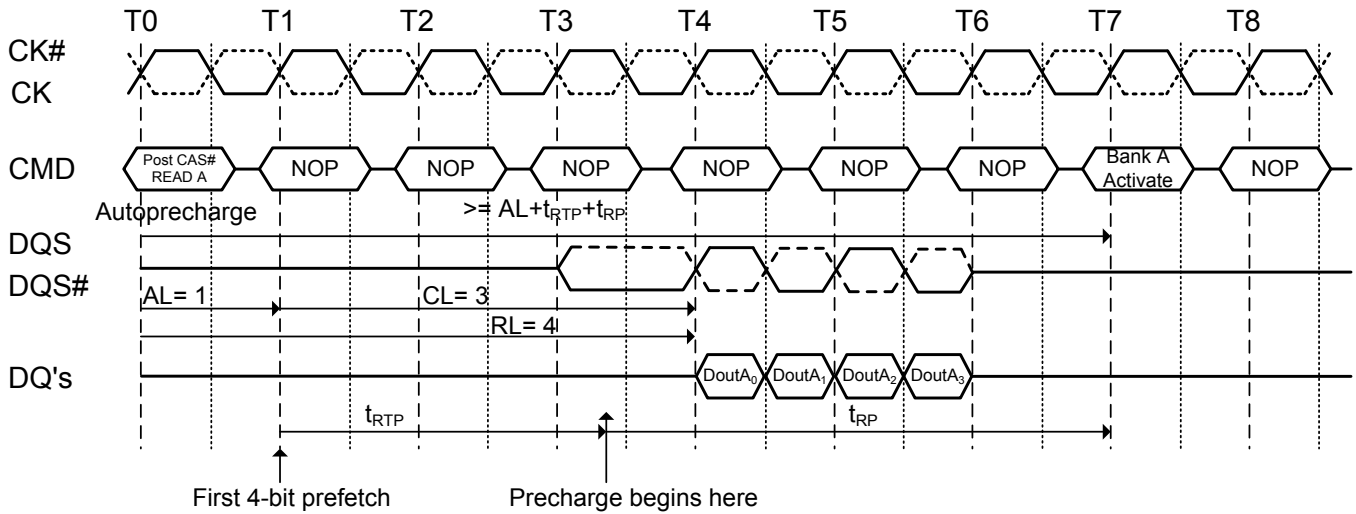 T0 T1 T2 T3 T4 T5 T6 T7 T8
CK#
CK
CMD
Post CAS#
READ A
NOP NOP NOP NOP NOP NOP
Bank A
Activate
NOP
Autoprecharge
>= AL+tRTP+tRP
DQS
DQS#
AL= 1
CL= 3
RL= 4
DQ's
DoutA0 DoutA1 DoutA2 DoutA3
tRTP
tRP
First 4-bit prefetch
Precharge begins here